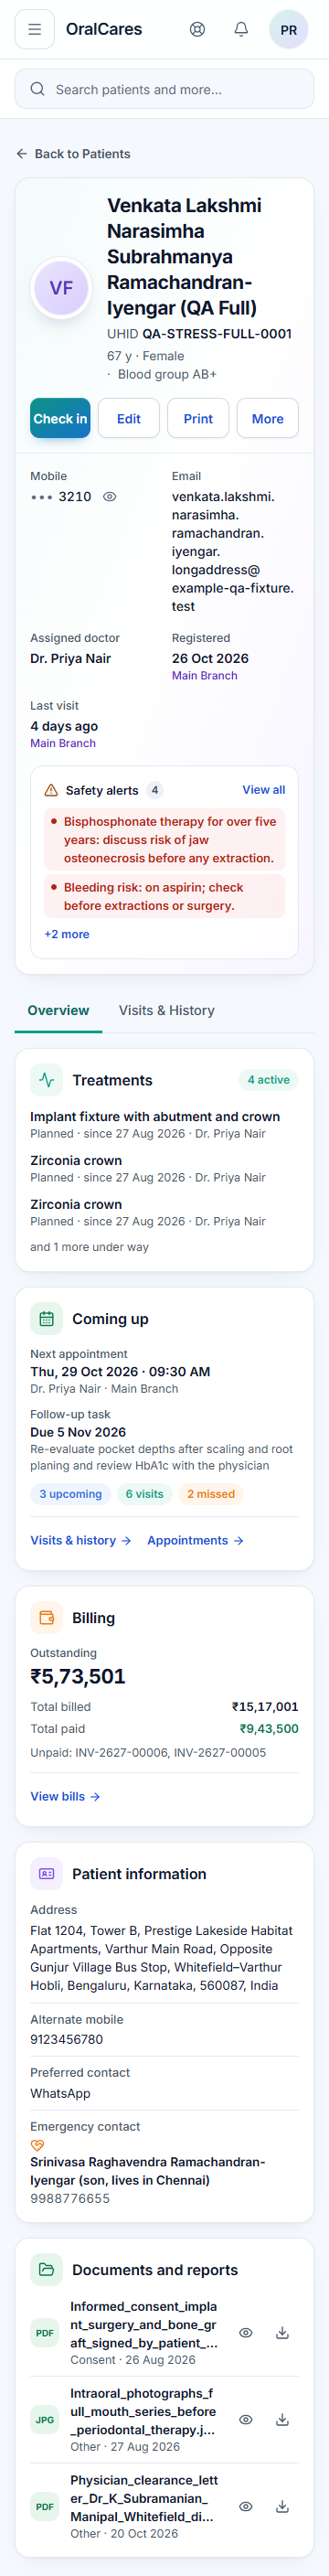 OralCares
PR
Search patients and more...
Back to Patients
VF
Venkata Lakshmi
Narasimha
Subrahmanya
Ramachandran-
Iyengar (QA Full)
UHID QA-STRESS-FULL-0001
67 y · Female
· Blood group AB+
Check in
Edit
Print
More
Mobile
••• 3210
Email
venkata.lakshmi.
narasimha.
ramachandran.
iyengar.
longaddress@
example-qa-fixture.
test
Assigned doctor
Dr. Priya Nair
Registered
26 Oct 2026
Main Branch
Last visit
4 days ago
Main Branch
Safety alerts 4 View all
• Bisphosphonate therapy for over five
years: discuss risk of jaw
osteonecrosis before any extraction.
• Bleeding risk: on aspirin; check
before extractions or surgery.
+2 more
Overview
Visits & History
Treatments
4 active
Implant fixture with abutment and crown
Planned · since 27 Aug 2026 · Dr. Priya Nair
Zirconia crown
Planned · since 27 Aug 2026 · Dr. Priya Nair
Zirconia crown
Planned · since 27 Aug 2026 · Dr. Priya Nair
and 1 more under way
Coming up
Next appointment
Thu, 29 Oct 2026 · 09:30 AM
Dr. Priya Nair · Main Branch
Follow-up task
Due 5 Nov 2026
Re-evaluate pocket depths after scaling and root
planing and review HbA1c with the physician
3 upcoming
6 visits
2 missed
Visits & history →
Appointments →
Billing
Outstanding
₹5,73,501
Total billed ₹15,17,001
Total paid ₹9,43,500
Unpaid: INV-2627-00006, INV-2627-00005
View bills →
Patient information
Address
Flat 1204, Tower B, Prestige Lakeside Habitat
Apartments, Varthur Main Road, Opposite
Gunjur Village Bus Stop, Whitefield–Varthur
Hobli, Bengaluru, Karnataka, 560087, India
Alternate mobile
9123456780
Preferred contact
WhatsApp
Emergency contact
Srinivasa Raghavendra Ramachandran-
Iyengar (son, lives in Chennai)
9988776655
Documents and reports
PDF
Informed_consent_impla
nt_surgery_and_bone_gr
aft_signed_by_patient_...
Consent · 26 Aug 2026
JPG
Intraoral_photographs_f
ull_mouth_series_before
_periodontal_therapy.j...
Other · 27 Aug 2026
PDF
Physician_clearance_lett
er_Dr_K_Subramanian_
Manipal_Whitefield_di...
Other · 20 Oct 2026